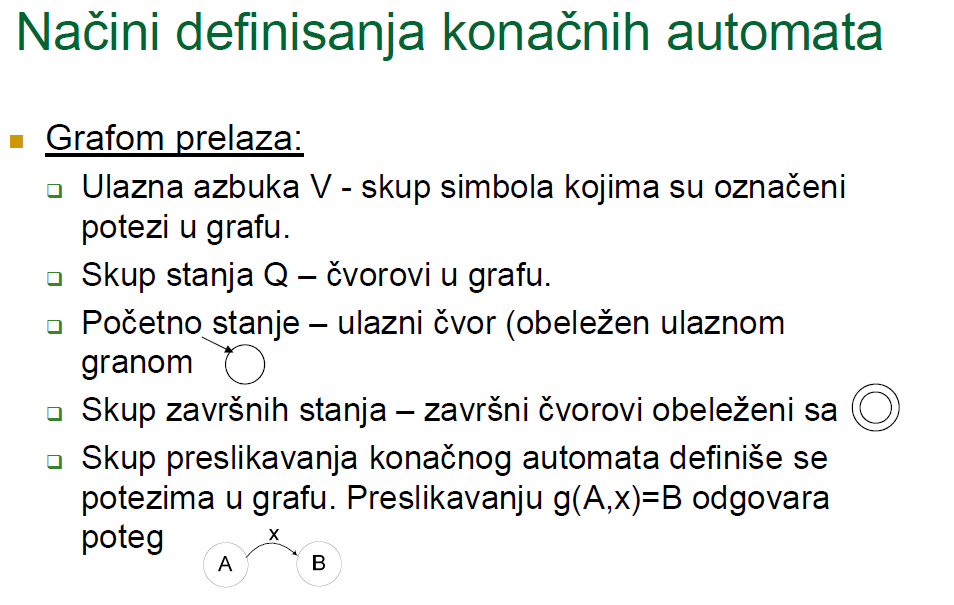 Načini definisanja konačnih automata
Grafom prelaza:
Ulazna azbuka V - skup simbola kojima su označeni
potezi u grafu.
Skup stanja Q – čvorovi u grafu.
Početno stanje – ulazni čvor (obeležen ulaznom
granom
Skup završnih stanja – završni čvorovi obeleženi sa
Skup preslikavanja konačnog automata definiše se
potezima u grafu. Preslikavanju g(A,x)=B odgovara
poteg
x
A B